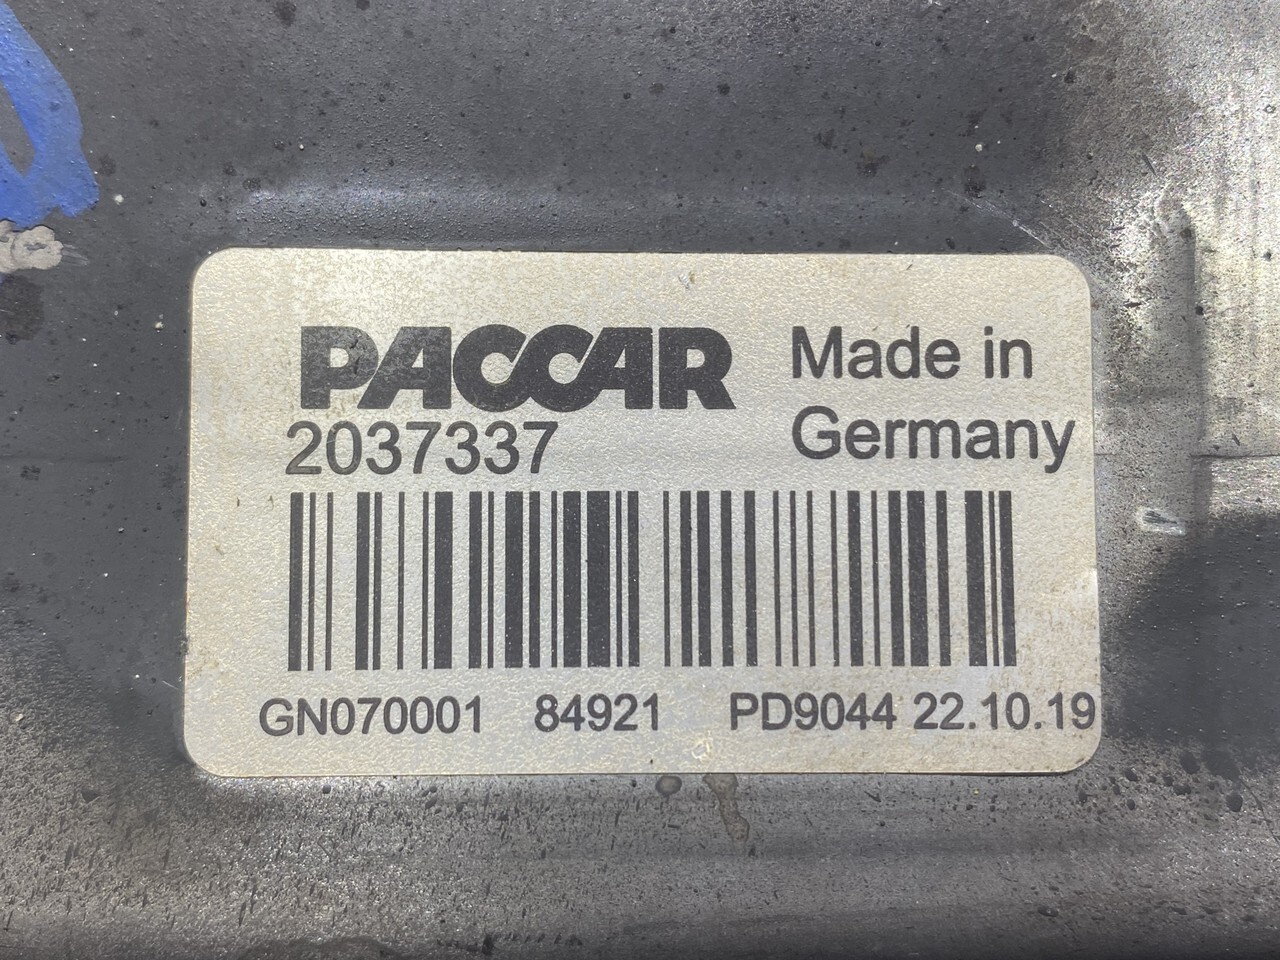 PACCAR
2037337
Made in
Germany
GN070001 84921 PD9044 22.10.19